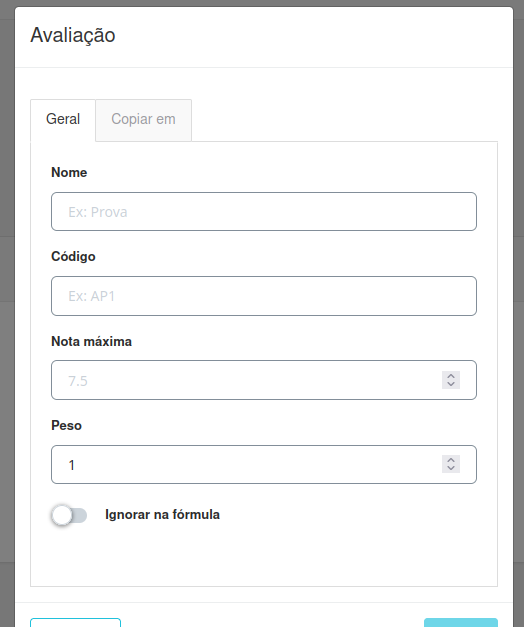 Avaliação
Geral
Copiar em
Nome
Ex: Prova
Código
Ex: AP1
Nota máxima
7.5
Peso
1
Ignorar na fórmula